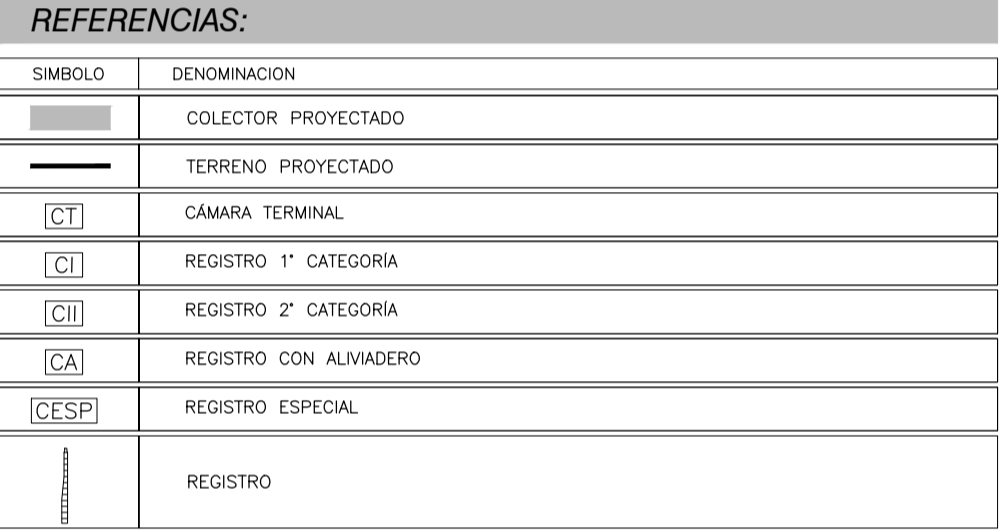 REFERENCIAS:
SIMBOLO DENOMINACION
COLECTOR PROYECTADO
TERRENO PROYECTADO
CT CÁMARA TERMINAL
CI REGISTRO 1° CATEGORÍA
CII REGISTRO 2° CATEGORÍA
CA REGISTRO CON ALIVIADERO
CESP REGISTRO ESPECIAL
REGISTRO